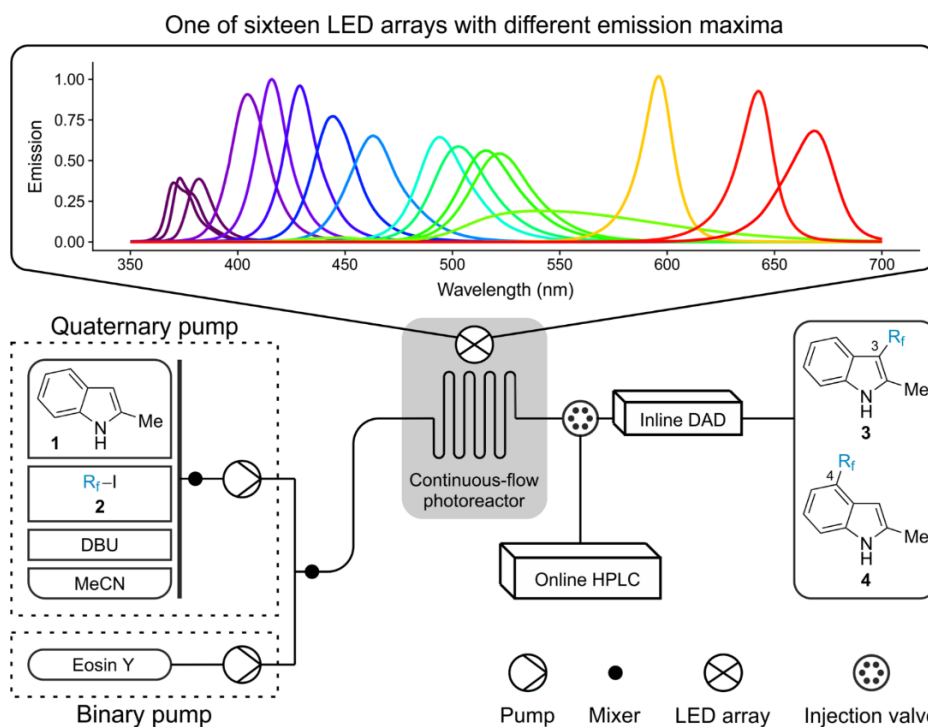 One of sixteen LED arrays with different emission maxima
1.00
0.75
0.50
0.25
0.00
Emission
350
400
450
500
550
600
650
700
Wavelength (nm)
Quaternary pump
Me
N
H
1
Rf–I
2
DBU
MeCN
Eosin Y
Binary pump
Continuous-flow
photoreactor
Inline DAD
Online HPLC
Rf
3
Me
N
H
3
Rf
4
Me
N
H
4
Pump
Mixer
LED array
Injection valve